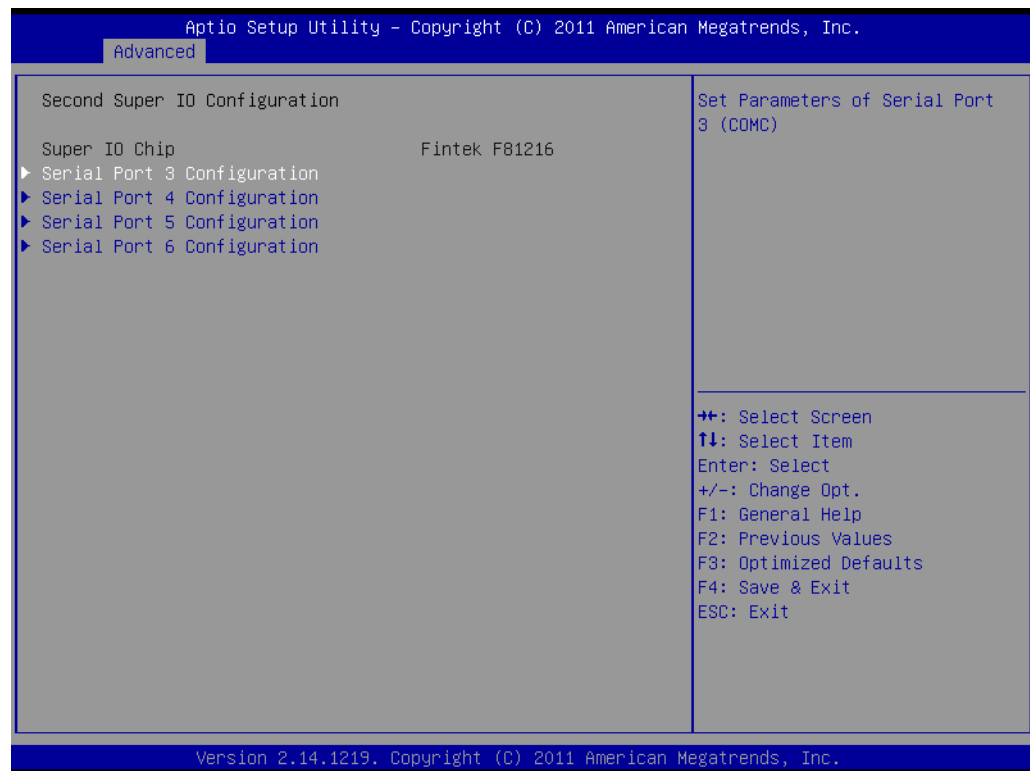 Aptio Setup Utility – Copyright (C) 2011 American Megatrends, Inc.
Advanced
Second Super IO Configuration
Super IO Chip Fintek F81216
▶ Serial Port 3 Configuration
▶ Serial Port 4 Configuration
▶ Serial Port 5 Configuration
▶ Serial Port 6 Configuration
Set Parameters of Serial Port
3 (COMC)
→←: Select Screen
↑↓: Select Item
Enter: Select
+/-: Change Opt.
F1: General Help
F2: Previous Values
F3: Optimized Defaults
F4: Save & Exit
ESC: Exit
Version 2.14.1219. Copyright (C) 2011 American Megatrends, Inc.